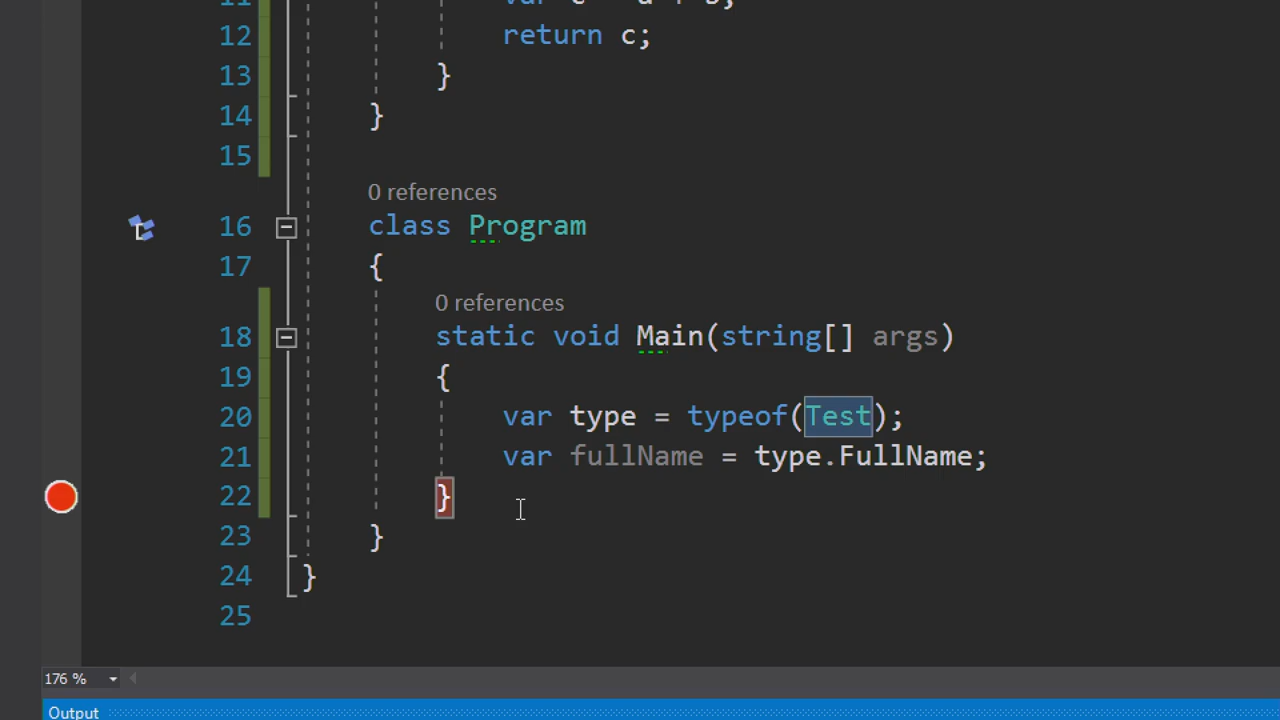 11
12 return c;
13 }
14 }
15
0 references
16 class Program
17 {
0 references
18 static void Main(string[] args)
19 {
20 var type = typeof(Test);
21 var fullName = type.FullName;
22 }
23 }
24 }
25
176 %
Output